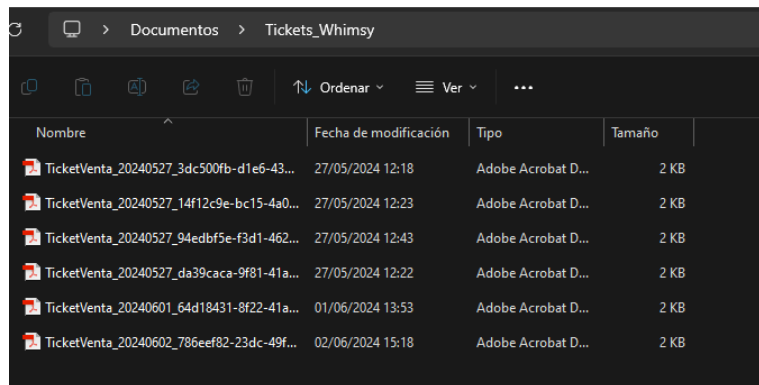 Documentos > Tickets_Whimsy
Ordenar Ver ...
Nombre Fecha de modificación Tipo Tamaño
TicketVenta_20240527_3dc500fb-d1e6-43... 27/05/2024 12:18 Adobe Acrobat D... 2 KB
TicketVenta_20240527_14f12c9e-bc15-4a0... 27/05/2024 12:23 Adobe Acrobat D... 2 KB
TicketVenta_20240527_94edbf5e-f3d1-462... 27/05/2024 12:43 Adobe Acrobat D... 2 KB
TicketVenta_20240527_da39caca-9f81-41a... 27/05/2024 12:22 Adobe Acrobat D... 2 KB
TicketVenta_20240601_64d18431-8f22-41a... 01/06/2024 13:53 Adobe Acrobat D... 2 KB
TicketVenta_20240602_786eef82-23dc-49f... 02/06/2024 15:18 Adobe Acrobat D... 2 KB